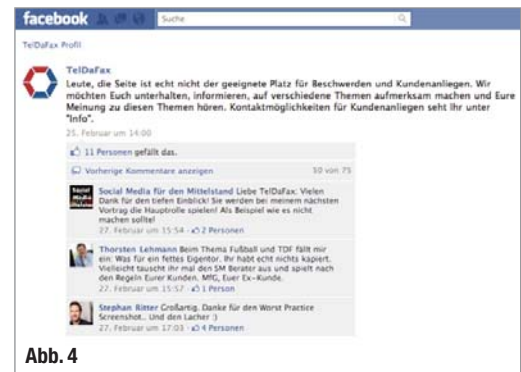 facebook
Suche
TelDaFax Profil
TelDaFax
Leute, die Seite ist echt nicht der geeignete Platz für Beschwerden und Kundenanliegen. Wir
möchten Euch unterhalten, informieren, auf verschiedene Themen aufmerksam machen und Eure
Meinung zu diesen Themen hören. Kontaktmöglichkeiten für Kundenanliegen seht Ihr unter
"Info".
25. Februar um 14:00
11 Personen gefällt das.
Vorherige Kommentare anzeigen 50 von 75
Social Media für den Mittelstand Liebe TelDaFax: Vielen
Dank für den tiefen Einblick! Sie werden bei meinem nächsten
Vortrag die Hauptrolle spielen! Als Beispiel wie es nicht
machen sollte!
27. Februar um 15:54 · 2 Personen
Thorsten Lehmann Beim Thema Fußball und TDF fällt mir
ein: Was für ein fettes Eigentor. Ihr habt echt nichts kapiert.
Vielleicht tauscht ihr mal den SM Berater aus und spielt nach
den Regeln Eurer Kunden. MfG, Euer Ex-Kunde.
27. Februar um 15:57 · 1 Person
Stephan Ritter Großartig. Danke für den Worst Practice
Screenshot.. Und den Lacher :)
27. Februar um 17:03 · 4 Personen
Abb. 4